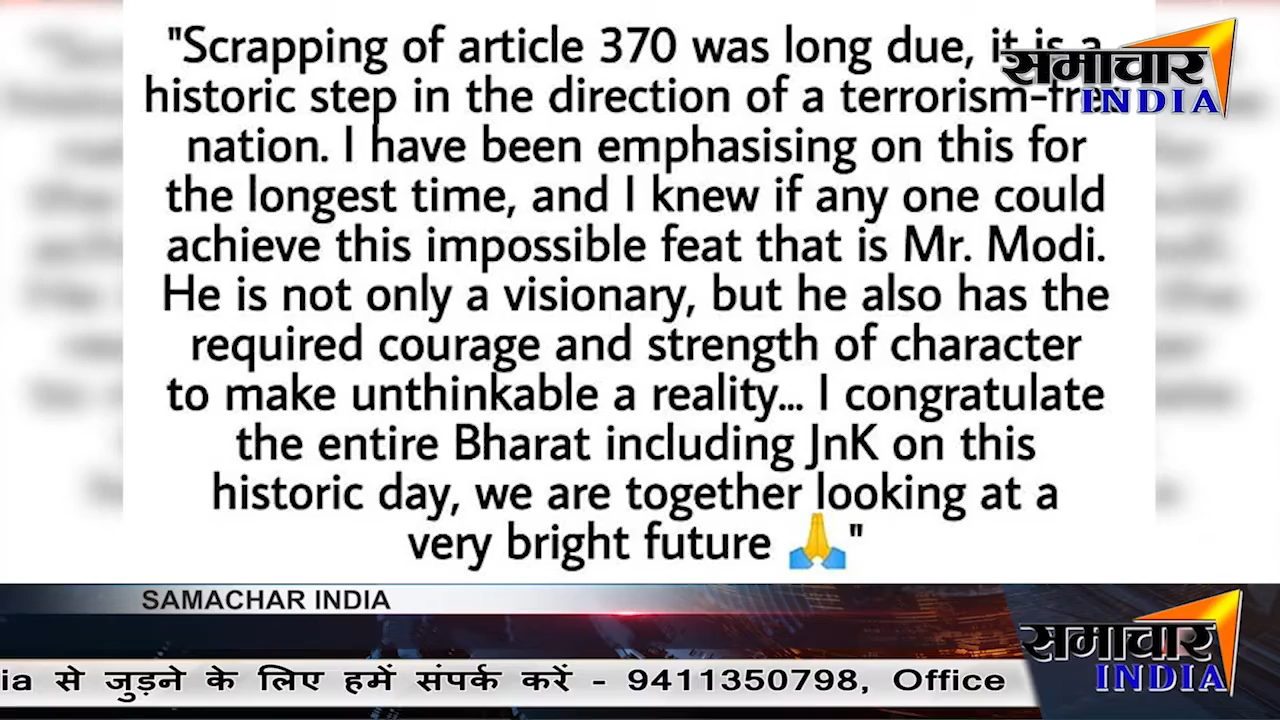 "Scrapping of article 370 was long due, it is a
historic step in the direction of a terrorism-free
nation. I have been emphasising on this for
the longest time, and I knew if any one could
achieve this impossible feat that is Mr. Modi.
He is not only a visionary, but he also has the
required courage and strength of character
to make unthinkable a reality... I congratulate
the entire Bharat including JnK on this
historic day, we are together looking at a
very bright future 🙏"
समाचार
INDIA
SAMACHAR INDIA
समाचार
INDIA
ia से जुड़ने के लिए हमें संपर्क करें - 9411350798, Office